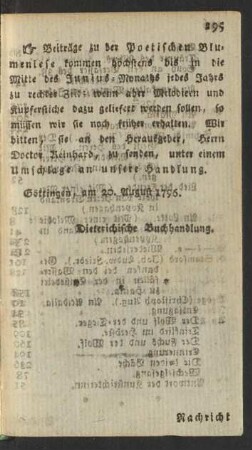 295
☞ Beiträge zu der Poetischen Blu-
menlese kommen höchstens bis in die
Mitte des Junius-Monaths jedes Jahrs
zu rechter Zeit: wenn aber Melodieen und
Kupferstiche dazu geliefert werden sollen, so
müssen wir sie noch früher erhalten. Wir
bitten, sie an den Herausgeber, Herrn
Doctor Reinhard, zu senden, unter einem
Umschlage an unsere Handlung.
Göttingen, am 20. August 1796.
Dieterichische Buchhandlung.
Nachricht